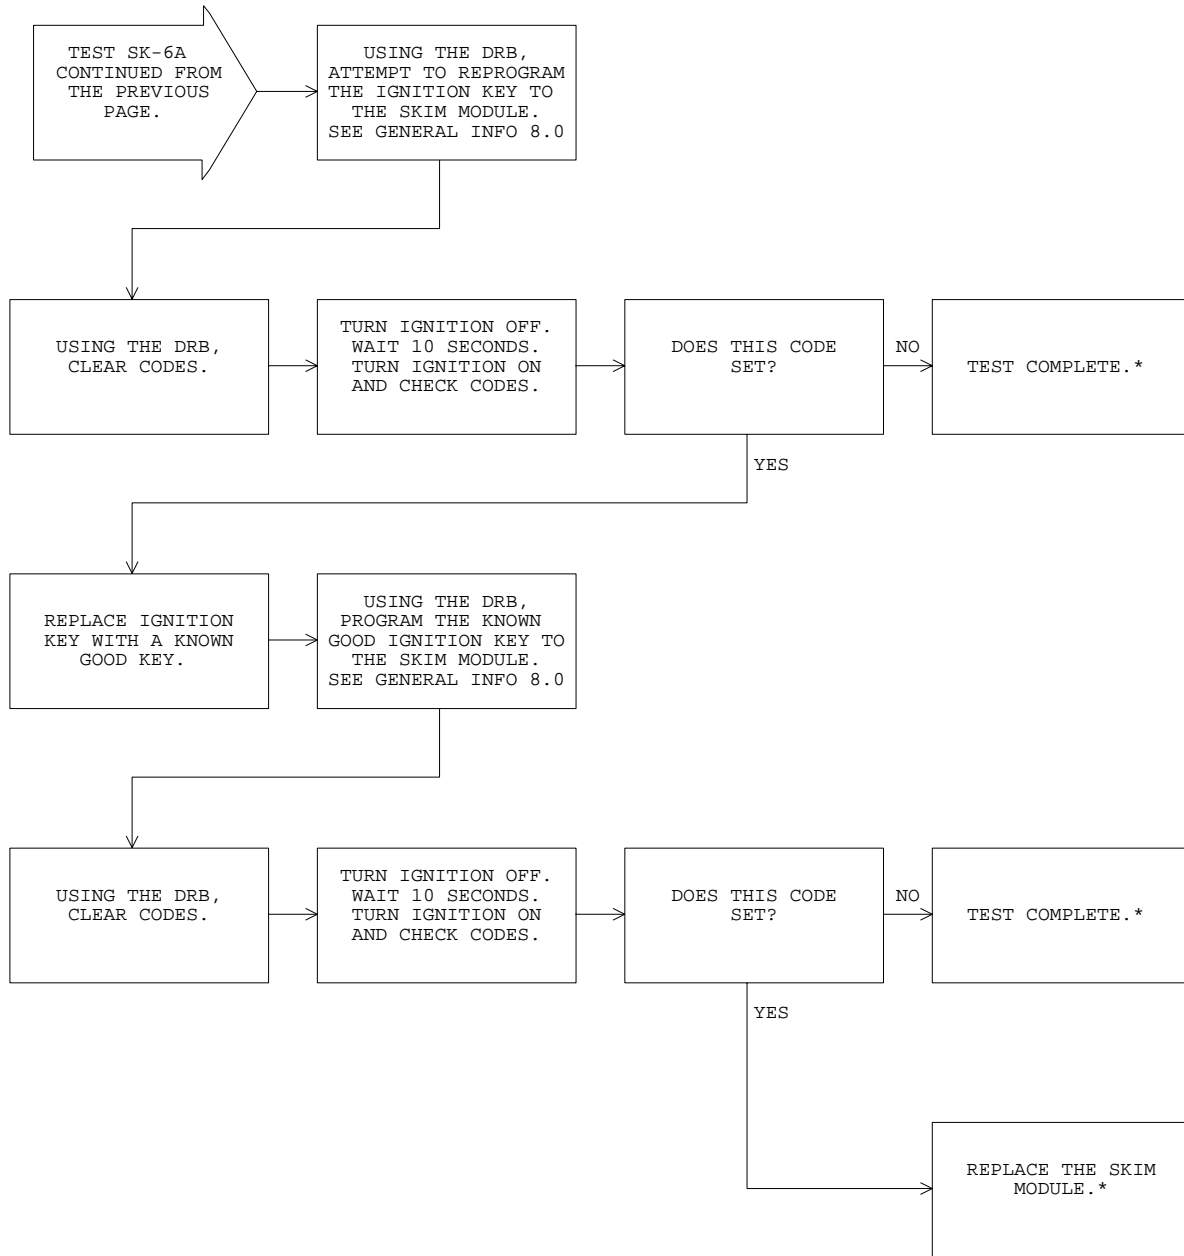 TEST SK-6A
CONTINUED FROM
THE PREVIOUS
PAGE.
USING THE DRB,
ATTEMPT TO REPROGRAM
THE IGNITION KEY TO
THE SKIM MODULE.
SEE GENERAL INFO 8.0
USING THE DRB,
CLEAR CODES.
TURN IGNITION OFF.
WAIT 10 SECONDS.
TURN IGNITION ON
AND CHECK CODES.
DOES THIS CODE
SET?
NO
TEST COMPLETE.*
YES
REPLACE IGNITION
KEY WITH A KNOWN
GOOD KEY.
USING THE DRB,
PROGRAM THE KNOWN
GOOD IGNITION KEY TO
THE SKIM MODULE.
SEE GENERAL INFO 8.0
USING THE DRB,
CLEAR CODES.
TURN IGNITION OFF.
WAIT 10 SECONDS.
TURN IGNITION ON
AND CHECK CODES.
DOES THIS CODE
SET?
NO
TEST COMPLETE.*
YES
REPLACE THE SKIM
MODULE.*